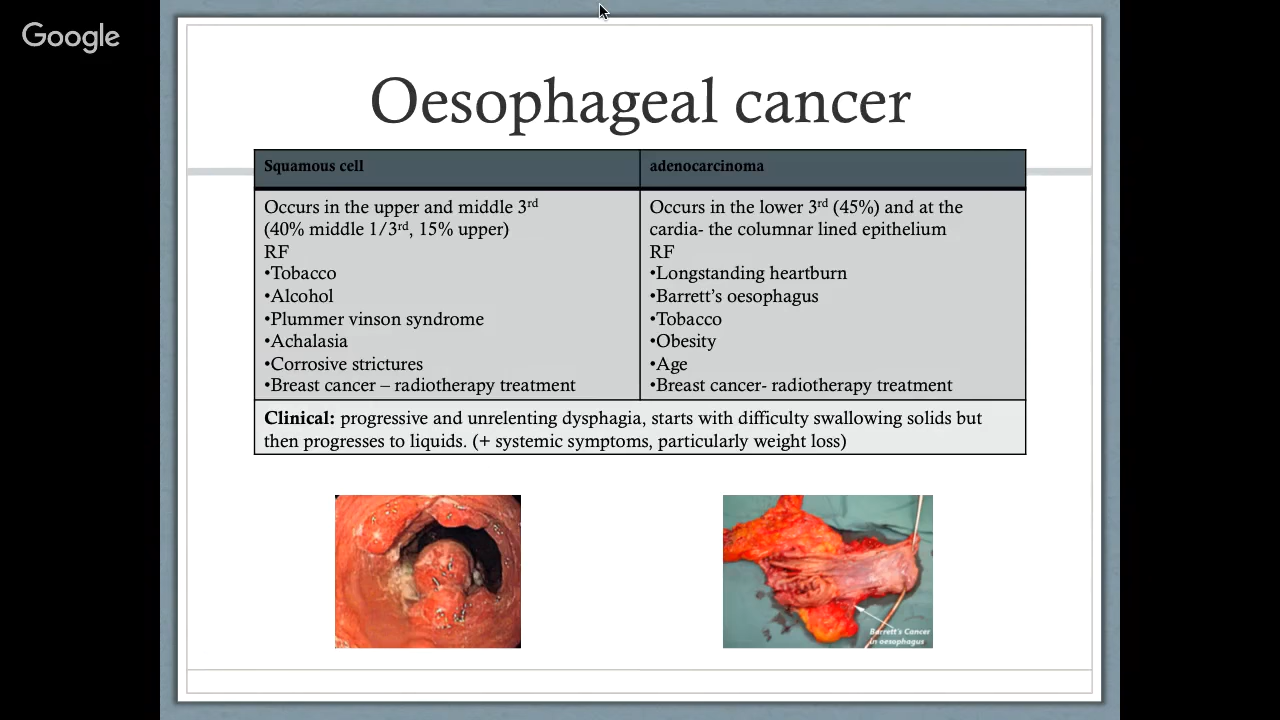 Google
Oesophageal cancer
Squamous cell
adenocarcinoma
Occurs in the upper and middle 3rd
(40% middle 1/3rd, 15% upper)
RF
•Tobacco
•Alcohol
•Plummer vinson syndrome
•Achalasia
•Corrosive strictures
•Breast cancer – radiotherapy treatment
Occurs in the lower 3rd (45%) and at the
cardia- the columnar lined epithelium
RF
•Longstanding heartburn
•Barrett’s oesophagus
•Tobacco
•Obesity
•Age
•Breast cancer- radiotherapy treatment
Clinical: progressive and unrelenting dysphagia, starts with difficulty swallowing solids but
then progresses to liquids. (+ systemic symptoms, particularly weight loss)
Barrett's Cancer
in oesophagus